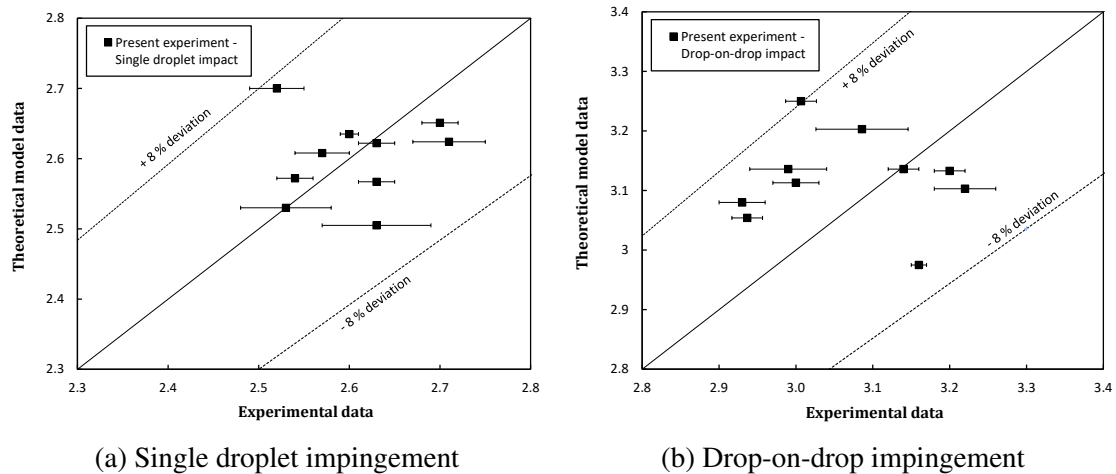 2.8
2.7
2.6
2.5
2.4
2.3
Theoretical model data
Present experiment -
Single droplet impact
+ 8 % deviation
- 8 % deviation
2.3 2.4 2.5 2.6 2.7 2.8
Experimental data
(a) Single droplet impingement
3.4
3.3
3.2
3.1
3
2.9
2.8
Theoretical model data
Present experiment -
Drop-on-drop impact
+ 8 % deviation
- 8 % deviation
2.8 2.9 3.0 3.1 3.2 3.3 3.4
Experimental data
(b) Drop-on-drop impingement